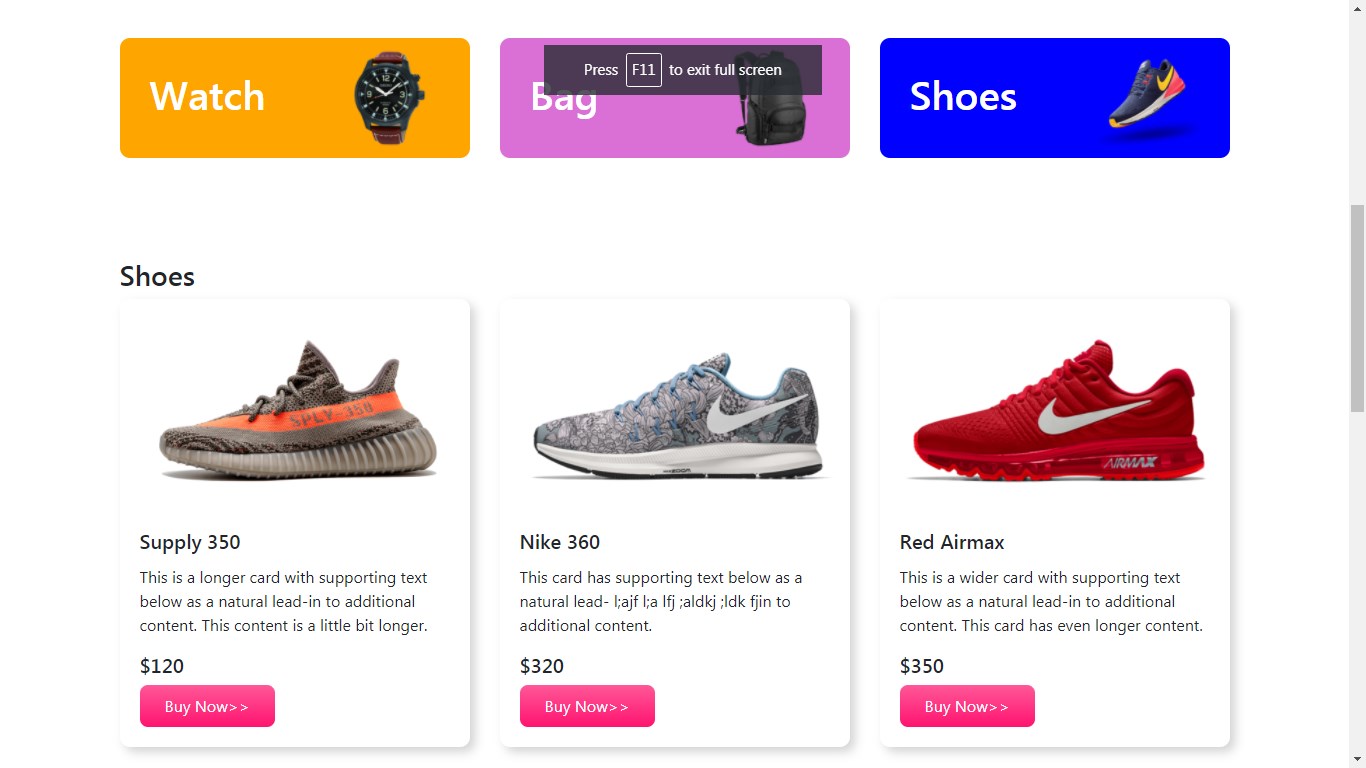 Press F11 to exit full screen
Watch
Bag
Shoes
Shoes
SPLY-350
ZOOM
AIRMAX
Supply 350
Nike 360
Red Airmax
This is a longer card with supporting text
below as a natural lead-in to additional
content. This content is a little bit longer.
This card has supporting text below as a
natural lead- l;ajf l;a lfj ;aldkj ;ldk fjin to
additional content.
This is a wider card with supporting text
below as a natural lead-in to additional
content. This card has even longer content.
$120
$320
$350
Buy Now>>
Buy Now>>
Buy Now>>